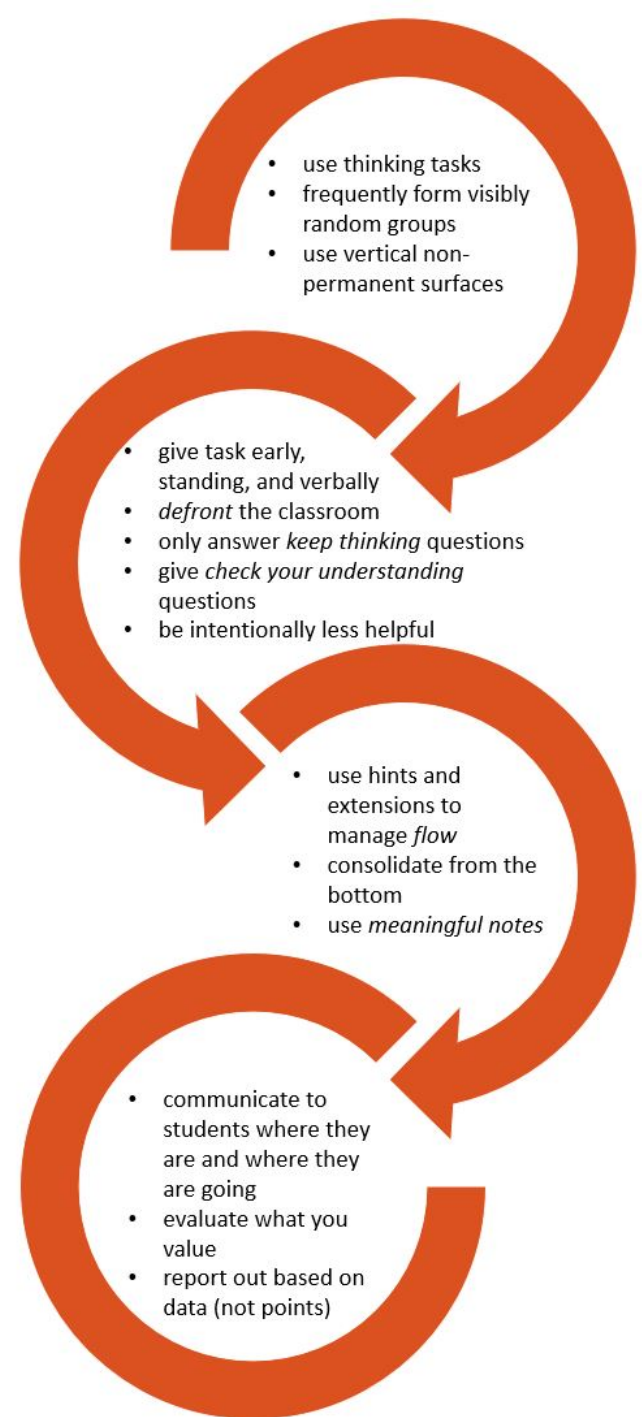 • use thinking tasks
• frequently form visibly
random groups
• use vertical non-
permanent surfaces
• give task early,
standing, and verbally
• defront the classroom
• only answer keep thinking questions
• give check your understanding
questions
• be intentionally less helpful
• use hints and
extensions to
manage flow
• consolidate from the
bottom
• use meaningful notes
• communicate to
students where they
are and where they
are going
• evaluate what you
value
• report out based on
data (not points)